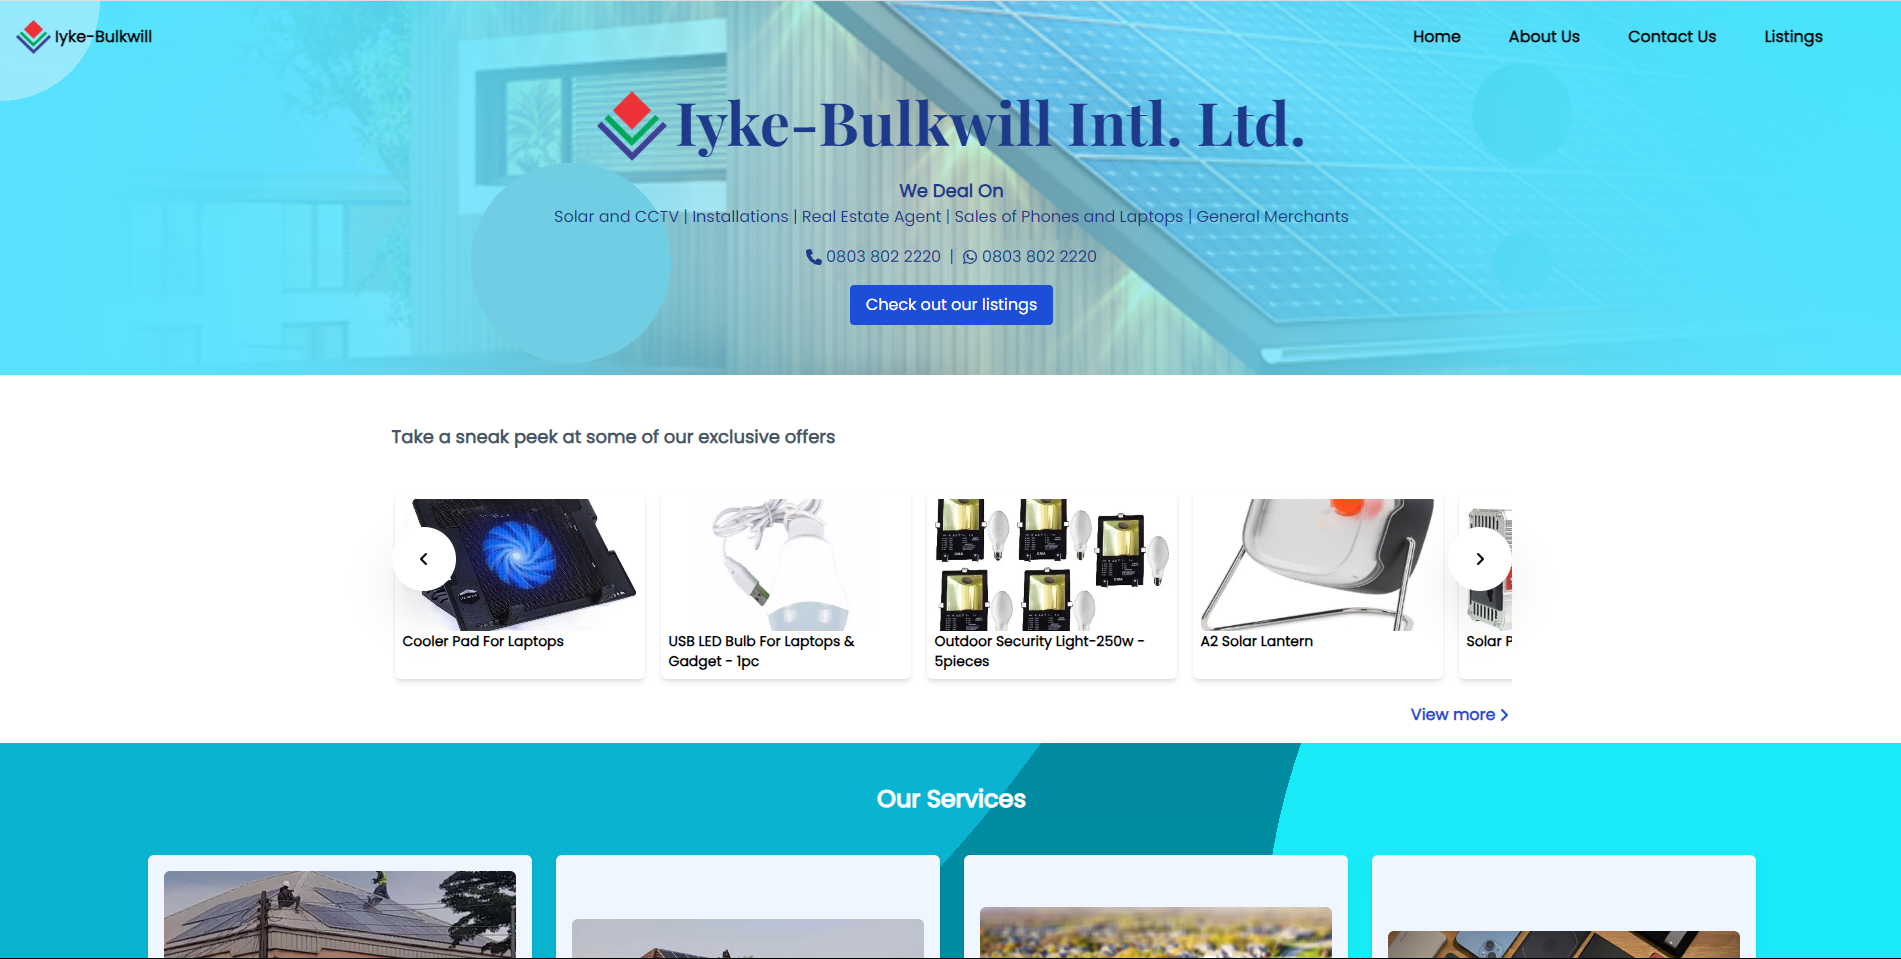 Iyke-Bulkwill
Home
About Us
Contact Us
Listings
Iyke-Bulkwill Intl. Ltd.
We Deal On
Solar and CCTV | Installations | Real Estate Agent | Sales of Phones and Laptops | General Merchants
0803 802 2220 | 0803 802 2220
Check out our listings
Take a sneak peek at some of our exclusive offers
Cooler Pad For Laptops
USB LED Bulb For Laptops &
Gadget - 1pc
Outdoor Security Light-250w -
5pieces
A2 Solar Lantern
Solar P
View more
Our Services